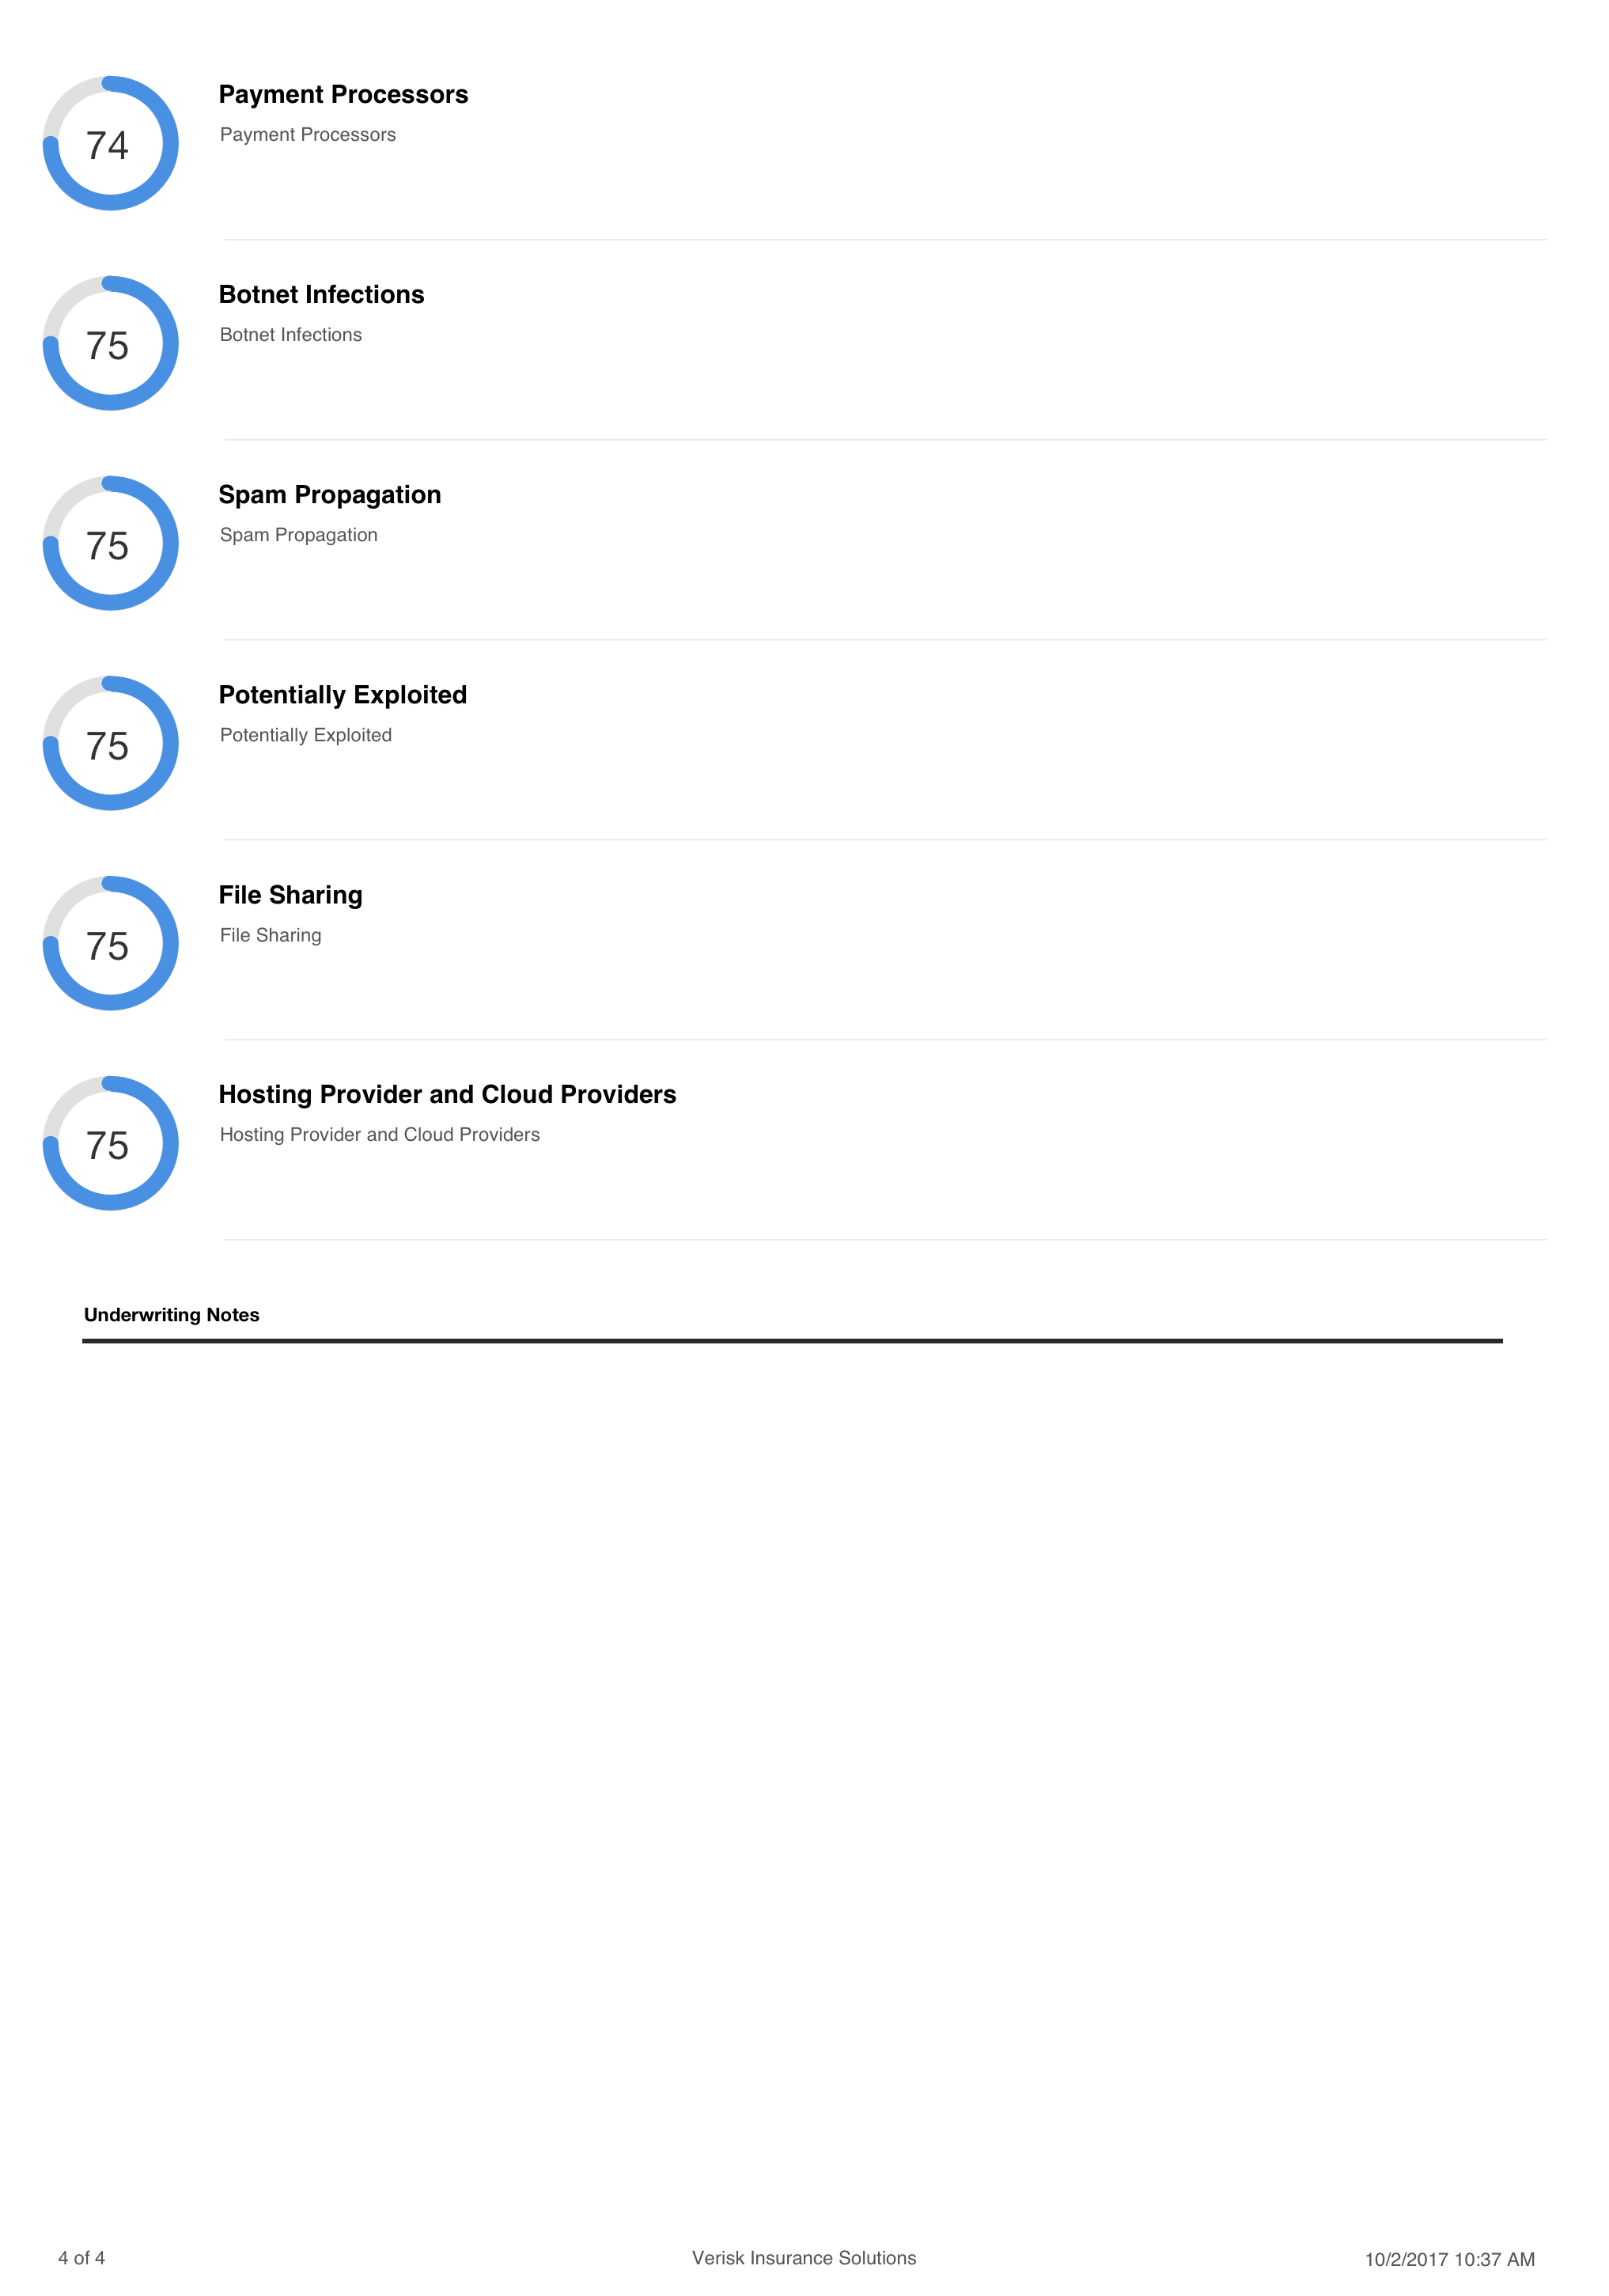 Payment Processors
74
Payment Processors
Botnet Infections
75
Botnet Infections
Spam Propagation
75
Spam Propagation
Potentially Exploited
75
Potentially Exploited
File Sharing
75
File Sharing
Hosting Provider and Cloud Providers
75
Hosting Provider and Cloud Providers
Underwriting Notes
4 of 4
Verisk Insurance Solutions
10/2/2017 10:37 AM